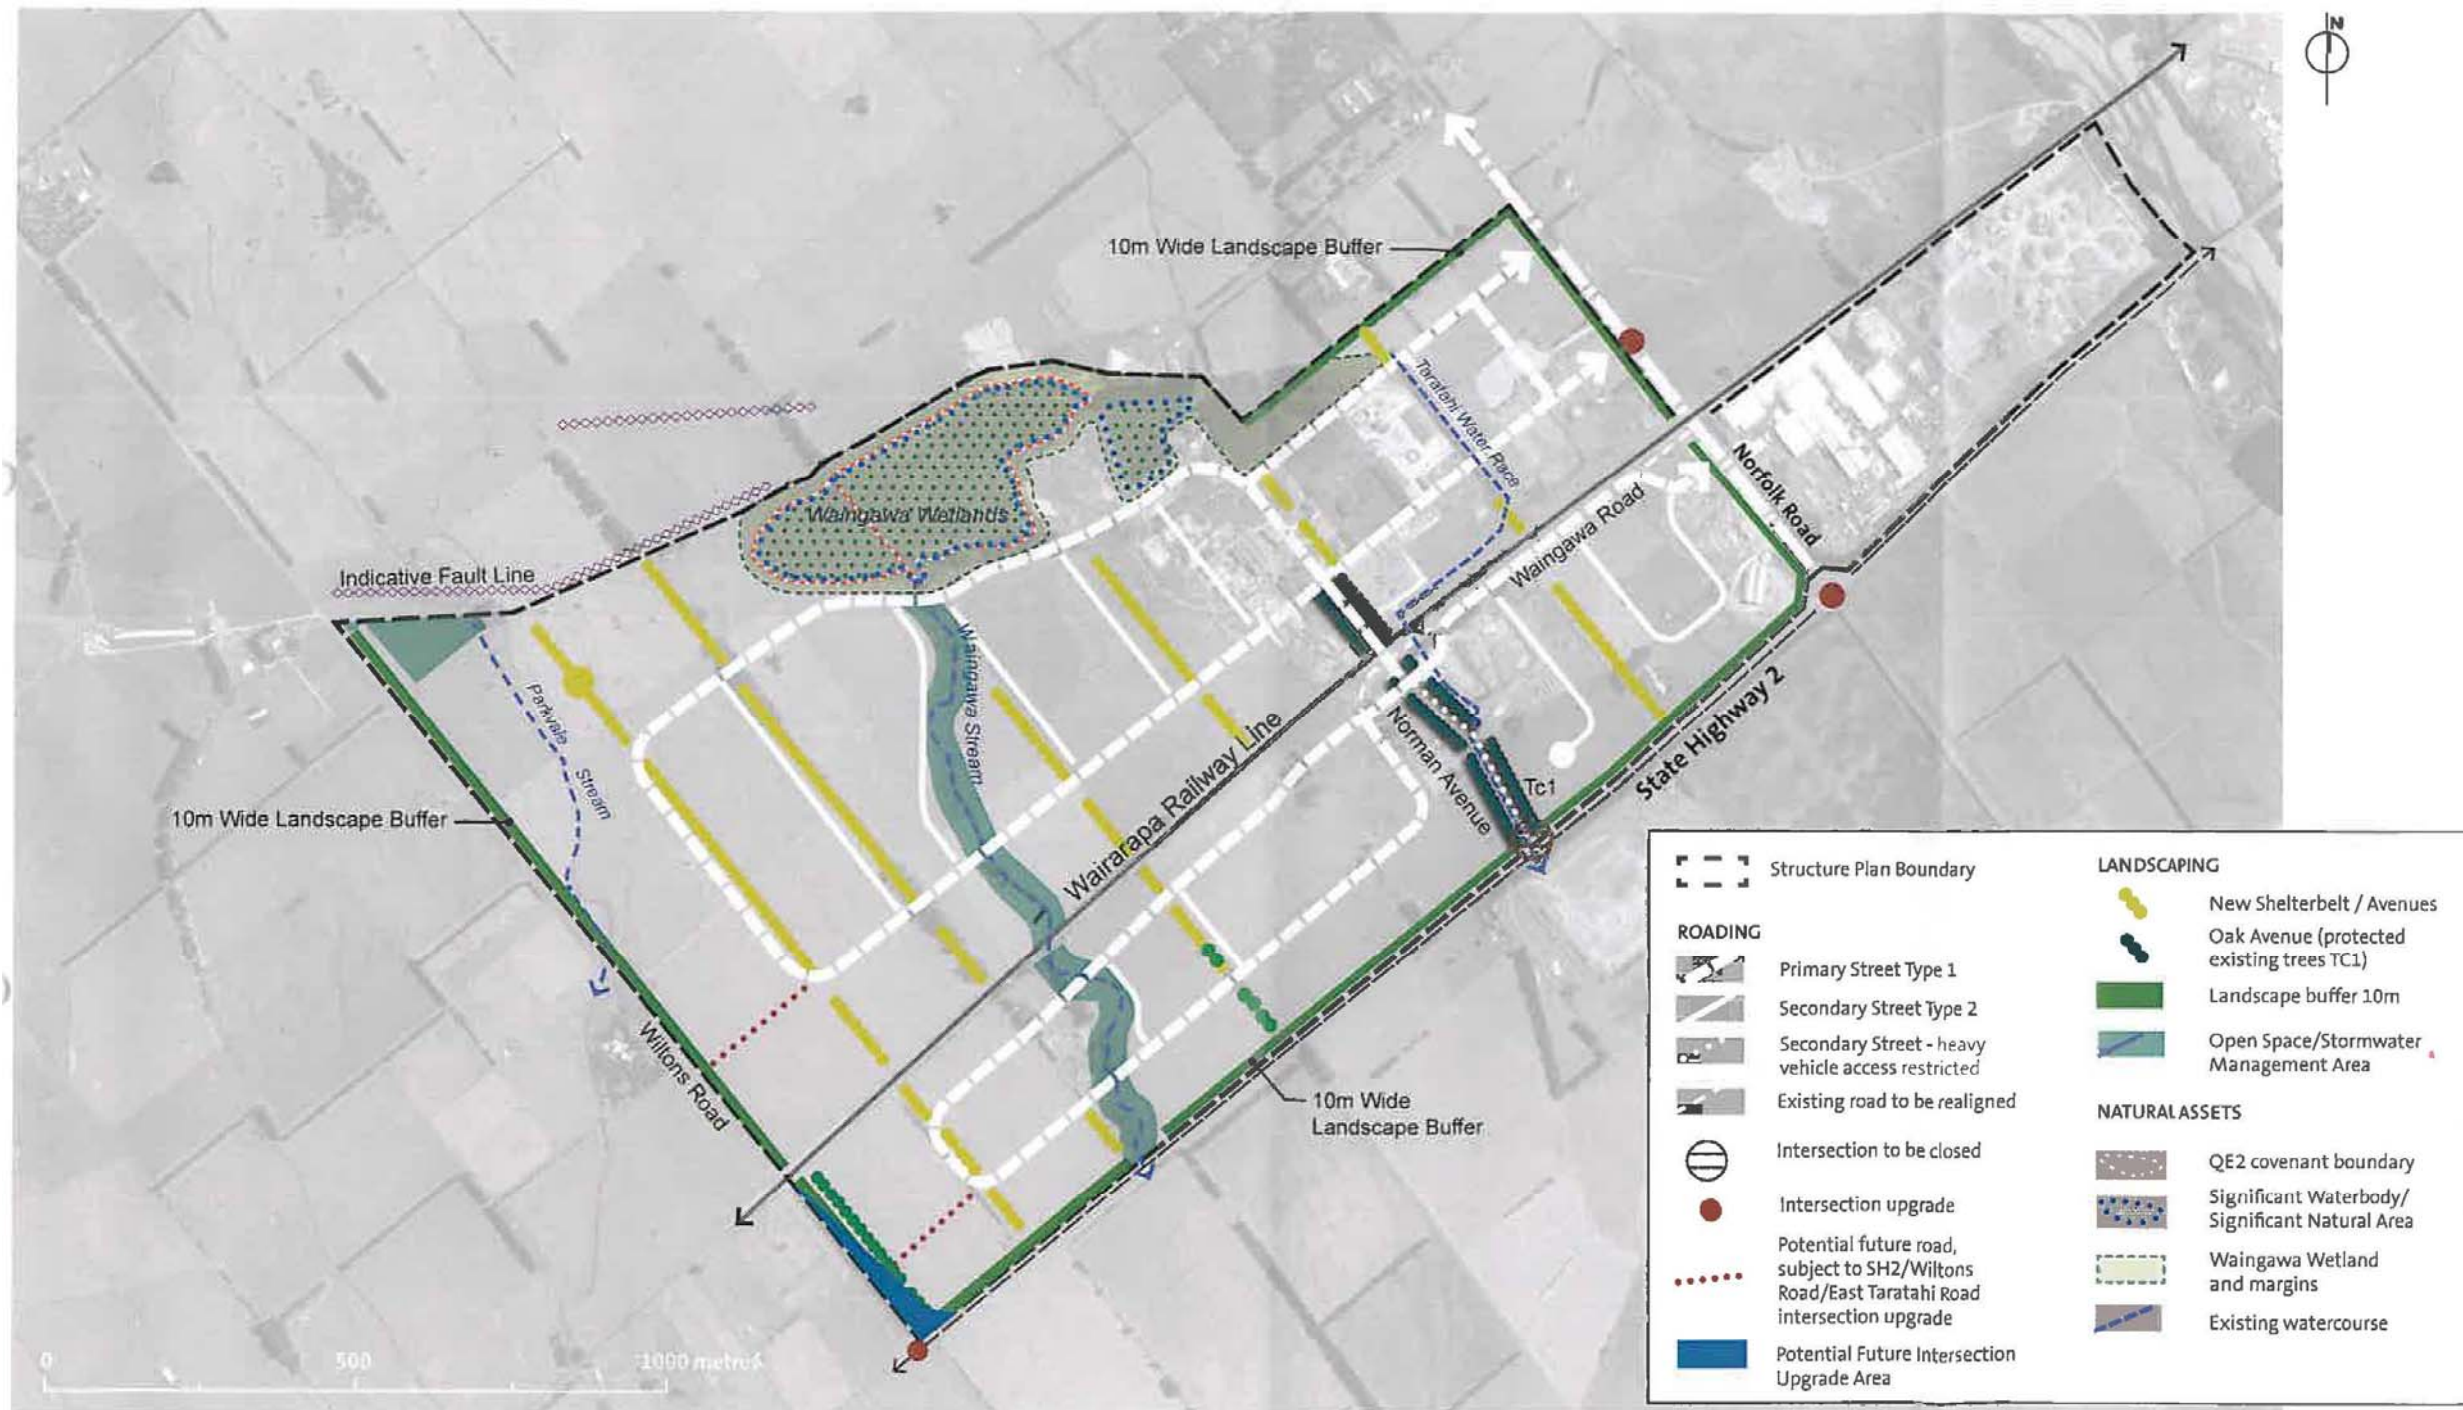 N
10m Wide Landscape Buffer
Taratahi Water Race
Norfolk Road
Waingawa Road
Waingawa Wetlands
Indicative Fault Line
Waingawa Stream
Parkvale
Stream
State Highway 2
Wairarapa Railway Line
Norman Avenue
Tc1
10m Wide Landscape Buffer
Wiltons Road
10m Wide
Landscape Buffer
0
500
1000 metres
Structure Plan Boundary
ROADING
Primary Street Type 1
Secondary Street Type 2
Secondary Street - heavy
vehicle access restricted
Existing road to be realigned
Intersection to be closed
Intersection upgrade
Potential future road,
subject to SH2/Wiltons
Road/East Taratahi Road
intersection upgrade
Potential Future Intersection
Upgrade Area
LANDSCAPING
New Shelterbelt / Avenues
Oak Avenue (protected
existing trees TC1)
Landscape buffer 10m
Open Space/Stormwater
Management Area
NATURAL ASSETS
QE2 covenant boundary
Significant Waterbody/
Significant Natural Area
Waingawa Wetland
and margins
Existing watercourse